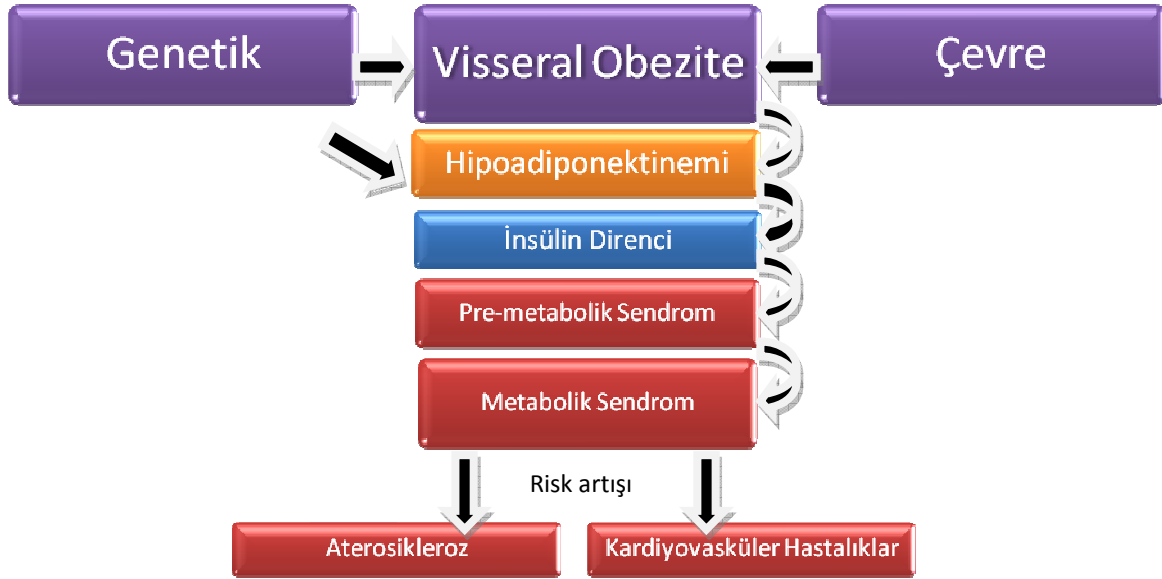 Genetik
Visseral Obezite
Çevre
Hipoadiponektinemi
İnsülin Direnci
Pre-metabolik Sendrom
Metabolik Sendrom
Risk artışı
Aterosikleroz
Kardiyovasküler Hastalıklar